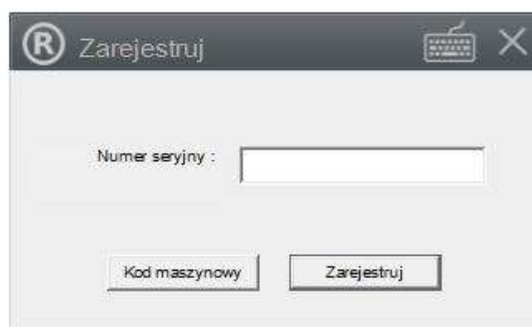 ® Zarejestruj
Numer seryjny :
Kod maszynowy
Zarejestruj